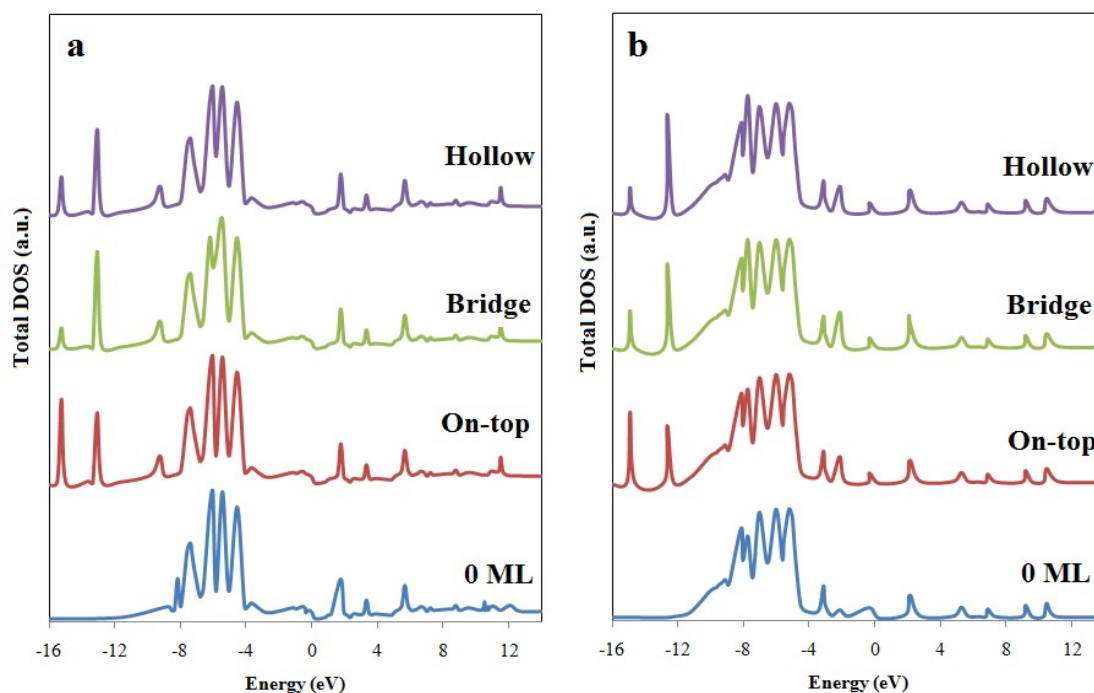 a
Hollow
Bridge
On-top
0 ML
Total DOS (a.u.)
-16 -12 -8 -4 0 4 8 12
Energy (eV)
b
Hollow
Bridge
On-top
0 ML
Total DOS (a.u.)
-16 -12 -8 -4 0 4 8 12
Energy (eV)